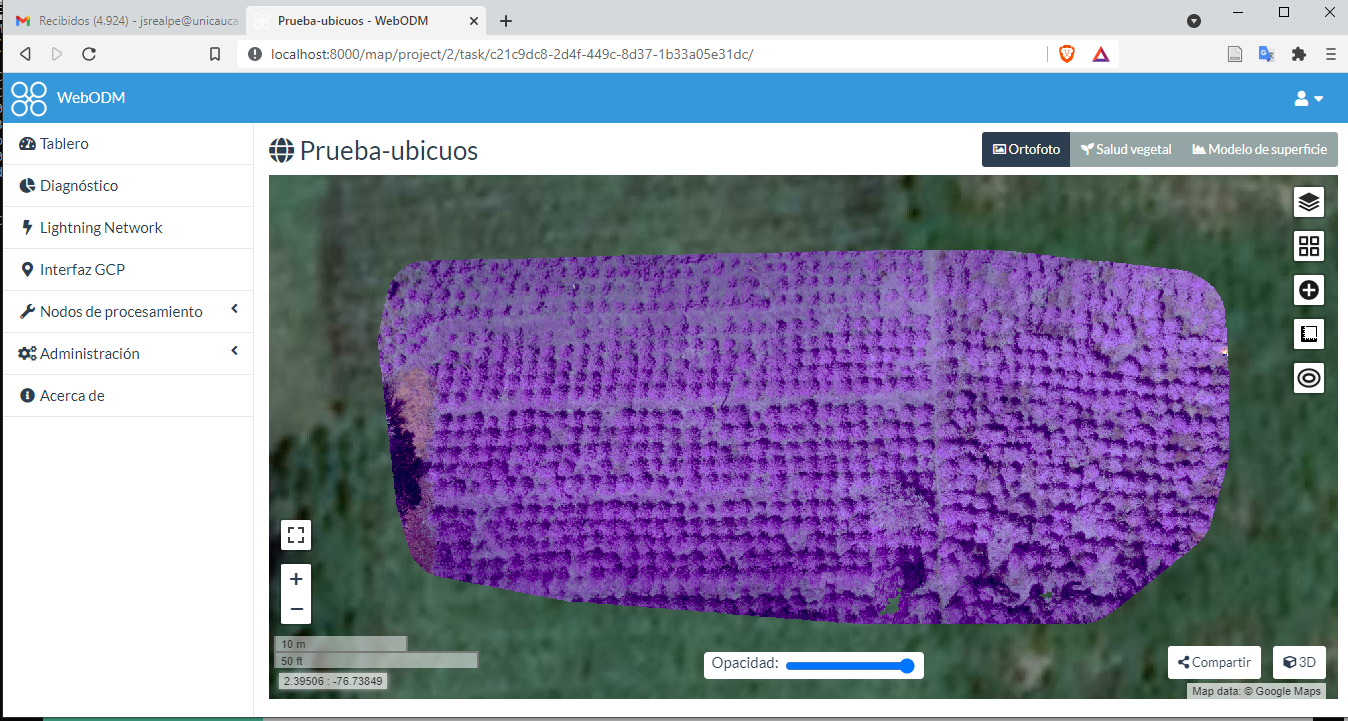 Recibidos (4.924) - jsrealpe@unicauca
Prueba-ubicuos - WebODM
localhost:8000/map/project/2/task/c21c9dc8-2d4f-449c-8d37-1b33a05e31dc/
WebODM
Tablero
Diagnóstico
Lightning Network
Interfaz GCP
Nodos de procesamiento
Administración
Acerca de
Prueba-ubicuos
Ortofoto
Salud vegetal
Modelo de superficie
10 m
50 ft
2.39506 : -76.73849
Opacidad:
Compartir
3D
Map data: © Google Maps